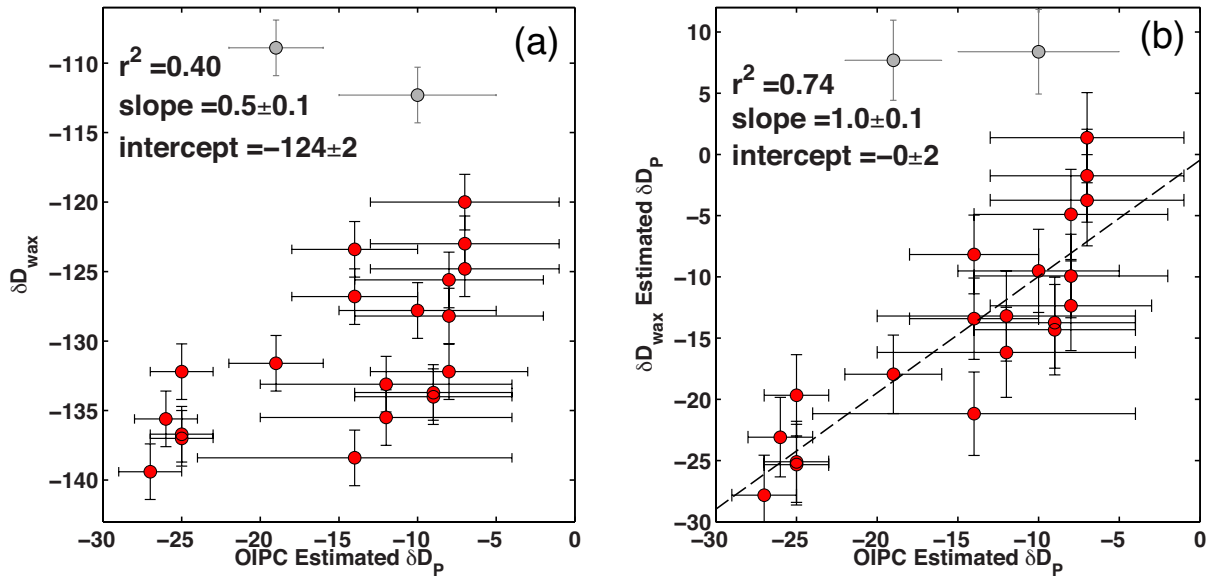 (a)
r² =0.40
slope =0.5±0.1
intercept =−124±2
δD_wax
−110
−115
−120
−125
−130
−135
−140
−30 −25 −20 −15 −10 −5 0
OIPC Estimated δD_P
(b)
r² =0.74
slope =1.0±0.1
intercept =−0±2
δD_wax Estimated δD_P
10
5
0
−5
−10
−15
−20
−25
−30
−30 −25 −20 −15 −10 −5 0
OIPC Estimated δD_P